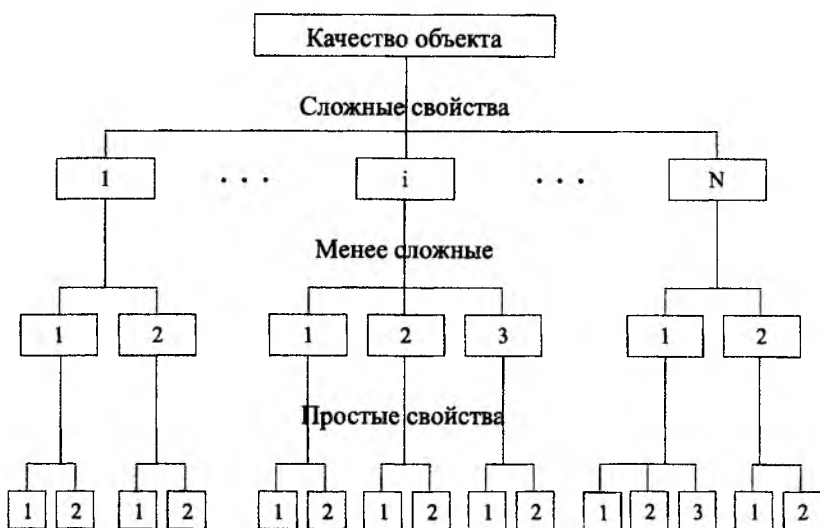 Качество объекта
Сложные свойства
1 . . . i . . . N
Менее сложные
1 2 1 2 3 1 2
Простые свойства
1 2 1 2 1 2 1 2 1 2 1 2 3 1 2